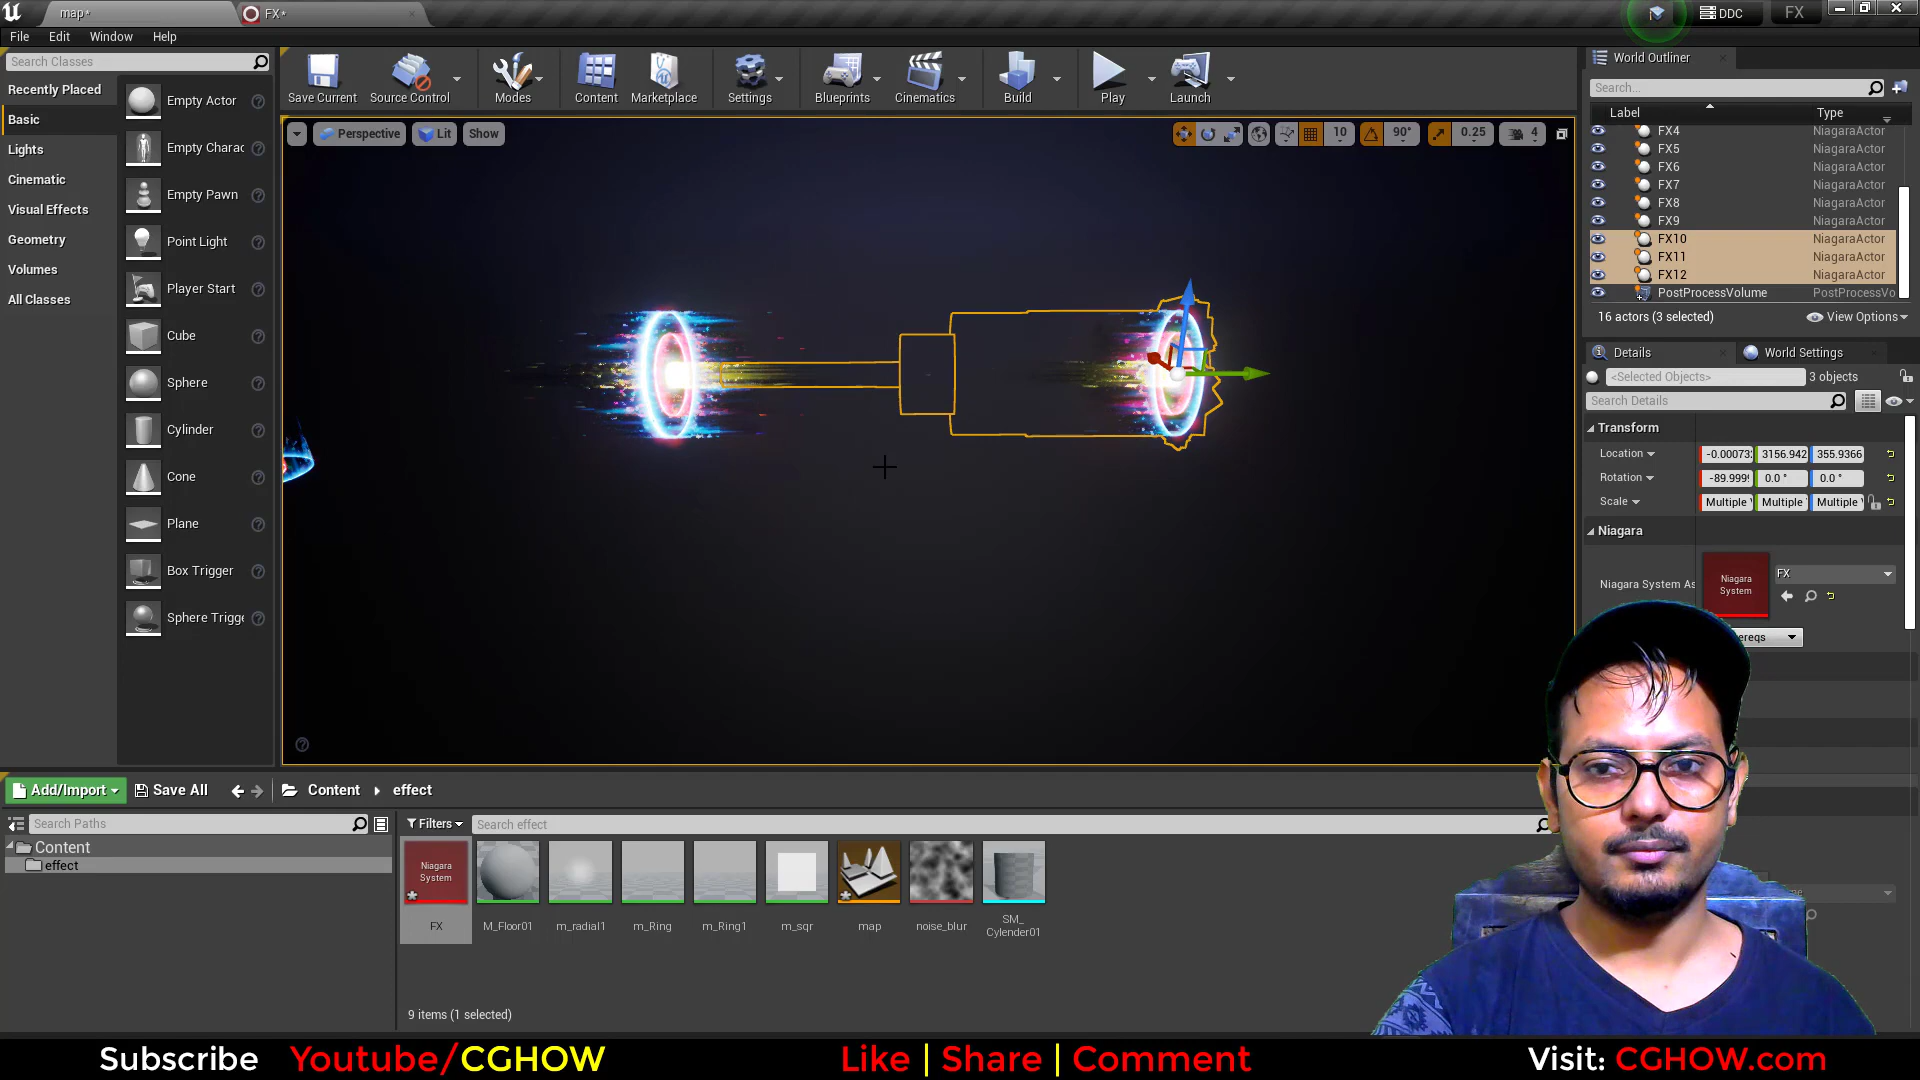 map*
FX*
DDC
FX
File Edit Window Help
Search Classes
Recently Placed
Basic
Lights
Cinematic
Visual Effects
Geometry
Volumes
All Classes
Empty Actor
Empty Charac
Empty Pawn
Point Light
Player Start
Cube
Sphere
Cylinder
Cone
Plane
Box Trigger
Sphere Trigge
Save Current
Source Control
Modes
Content
Marketplace
Settings
Blueprints
Cinematics
Build
Play
Launch
Perspective
Lit
Show
10
90°
0.25
4
World Outliner
Search...
Label Type
FX4 NiagaraActor
FX5 NiagaraActor
FX6 NiagaraActor
FX7 NiagaraActor
FX8 NiagaraActor
FX9 NiagaraActor
FX10 NiagaraActor
FX11 NiagaraActor
FX12 NiagaraActor
PostProcessVolume PostProcessVo
16 actors (3 selected) View Options
Details
World Settings
<Selected Objects> 3 objects
Search Details
Transform
Location -0.00073 3156.942 355.9366
Rotation -89.999 0.0 ° 0.0 °
Scale Multiple Multiple Multiple
Niagara
Niagara System As
Niagara System
FX
ereqs
Add/Import
Save All
Content
effect
Search Paths
Content
effect
Filters
Search effect
Niagara System
FX
M_Floor01
m_radial1
m_Ring
m_Ring1
m_sqr
map
noise_blur
SM_
Cylender01
9 items (1 selected)
Subscribe Youtube/CGHOW
Like | Share | Comment
Visit: CGHOW.com